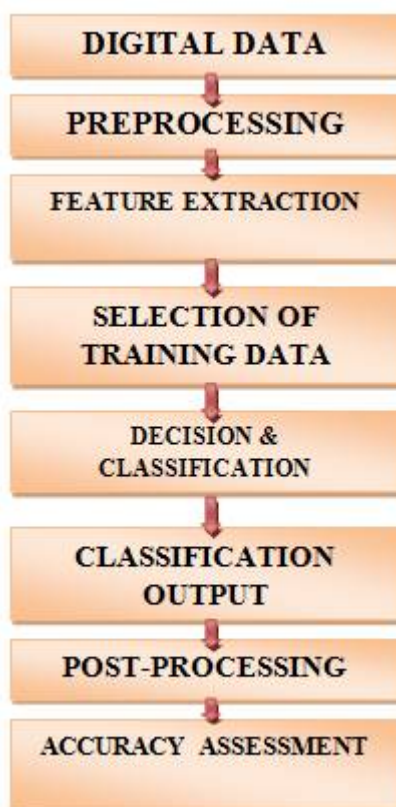 DIGITAL DATA
PREPROCESSING
FEATURE EXTRACTION
SELECTION OF
TRAINING DATA
DECISION &
CLASSIFICATION
CLASSIFICATION
OUTPUT
POST-PROCESSING
ACCURACY ASSESSMENT